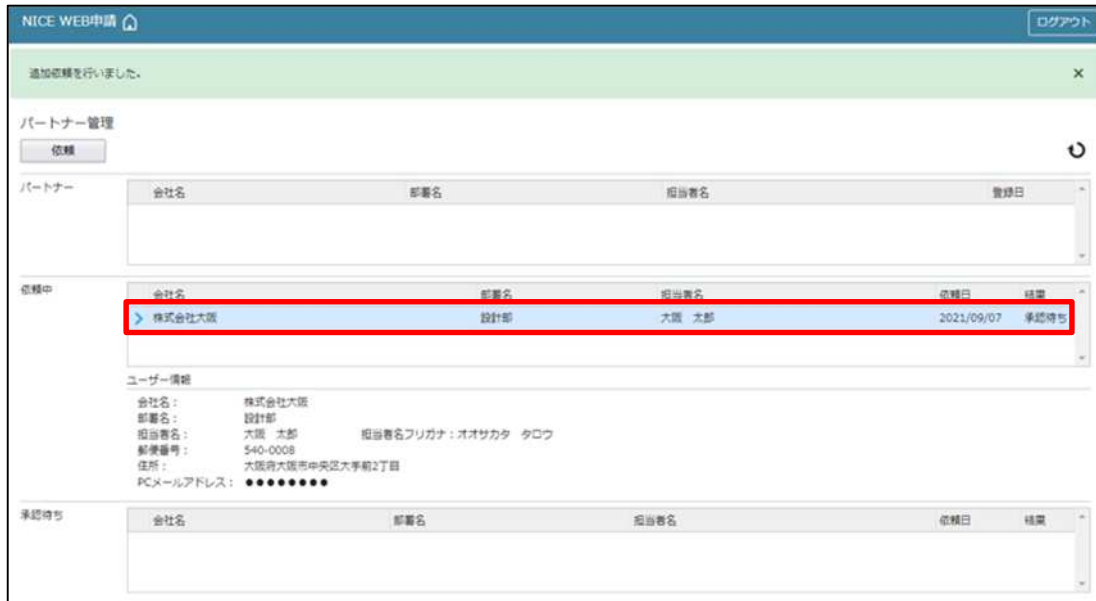 NICE WEB申請 ログアウト
追加依頼を行いました。 ×
パートナー管理
依頼
パートナー 会社名 部署名 担当者名 登録日
依頼中 会社名 部署名 担当者名 依頼日 結果
株式会社大阪 設計部 大阪 太郎 2021/09/07 承認待ち
ユーザー情報
会社名： 株式会社大阪
部署名： 設計部
担当者名： 大阪 太郎 担当者名フリガナ：オオサカタ タロウ
郵便番号： 540-0008
住所： 大阪府大阪市中央区大手前2丁目
PCメールアドレス： ●●●●●●●●
承認待ち 会社名 部署名 担当者名 依頼日 結果